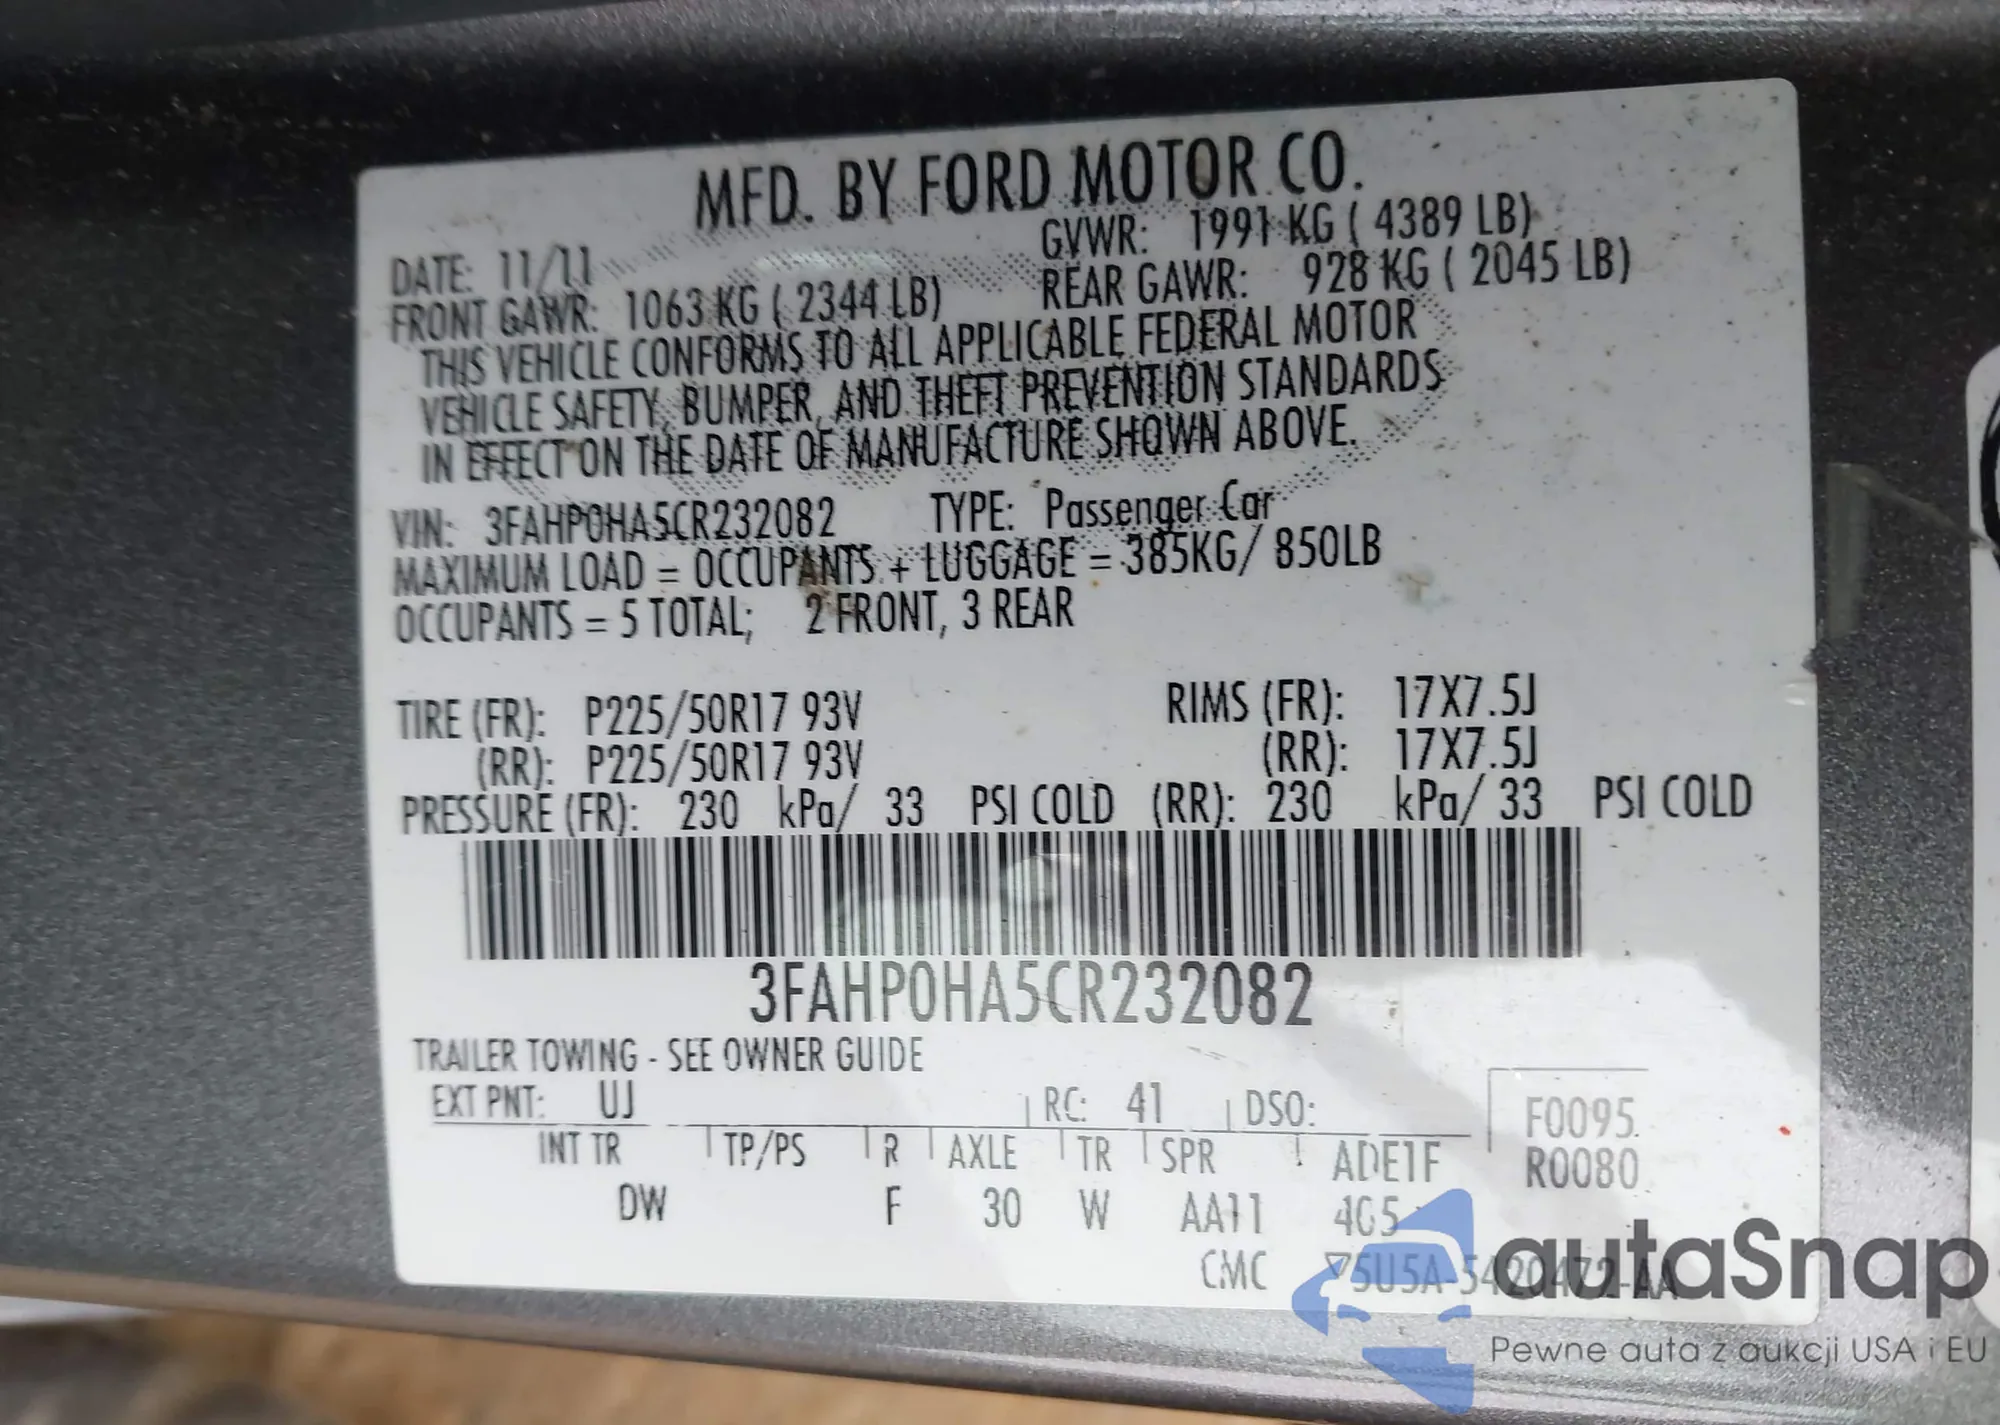 MFD. BY FORD MOTOR CO.
DATE: 11/11 GVWR: 1991 KG ( 4389 LB)
FRONT GAWR: 1063 KG ( 2344 LB) REAR GAWR: 928 KG ( 2045 LB)
THIS VEHICLE CONFORMS TO ALL APPLICABLE FEDERAL MOTOR
VEHICLE SAFETY, BUMPER, AND THEFT PREVENTION STANDARDS
IN EFFECT ON THE DATE OF MANUFACTURE SHOWN ABOVE.
VIN: 3FAHP0HA5CR232082 TYPE: Passenger Car
MAXIMUM LOAD = OCCUPANTS + LUGGAGE = 385KG/ 850LB
OCCUPANTS = 5 TOTAL; 2 FRONT, 3 REAR
TIRE (FR): P225/50R17 93V RIMS (FR): 17X7.5J
(RR): P225/50R17 93V (RR): 17X7.5J
PRESSURE (FR): 230 kPa/ 33 PSI COLD (RR): 230 kPa/ 33 PSI COLD
3FAHP0HA5CR232082
TRAILER TOWING - SEE OWNER GUIDE
EXT PNT: UJ RC: 41 DSO: F0095
INT TR TP/PS R AXLE TR SPR ADE1F R0080
DW F 30 W AA11
CMC
autaSnap
Pewne auta z aukcji USA i EU